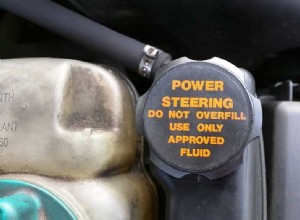 POWER
STEERING
DO NOT OVERFILL
USE ONLY
APPROVED
FLUID